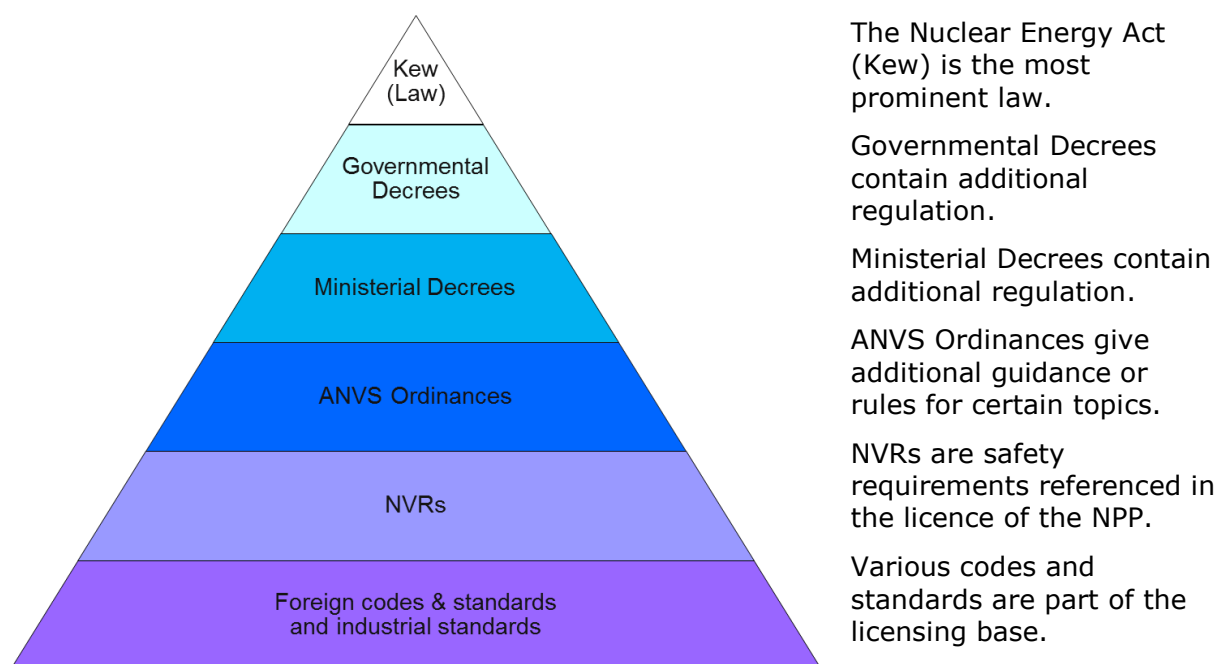 Kew
(Law)
Governmental
Decrees
Ministerial Decrees
ANVS Ordinances
NVRs
Foreign codes & standards
and industrial standards
The Nuclear Energy Act
(Kew) is the most
prominent law.
Governmental Decrees
contain additional
regulation.
Ministerial Decrees contain
additional regulation.
ANVS Ordinances give
additional guidance or
rules for certain topics.
NVRs are safety
requirements referenced in
the licence of the NPP.
Various codes and
standards are part of the
licensing base.